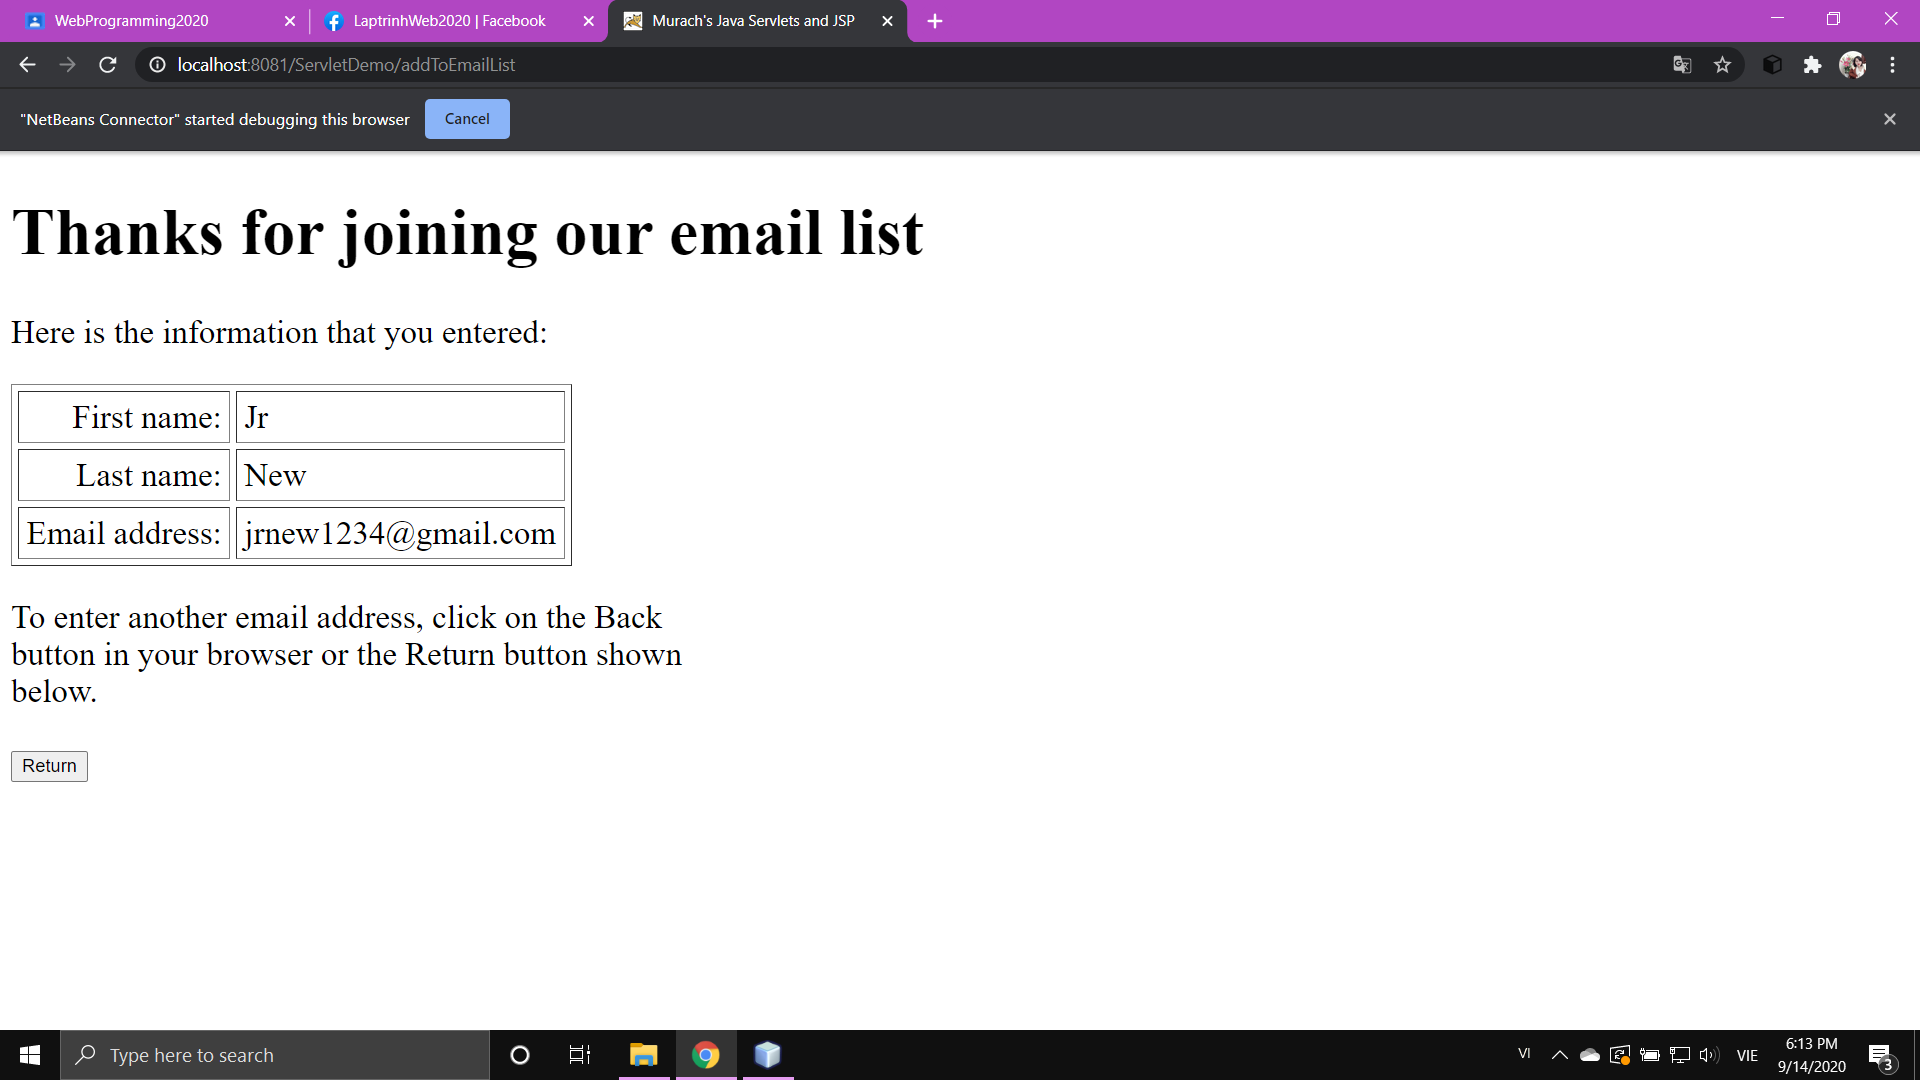 WebProgramming2020
LaptrinhWeb2020 | Facebook
Murach's Java Servlets and JSP
localhost:8081/ServletDemo/addToEmailList
"NetBeans Connector" started debugging this browser
Cancel
Thanks for joining our email list
Here is the information that you entered:
First name: Jr
Last name: New
Email address: jrnew1234@gmail.com
To enter another email address, click on the Back
button in your browser or the Return button shown
below.
Return
Type here to search
VI
VIE
6:13 PM
9/14/2020
3